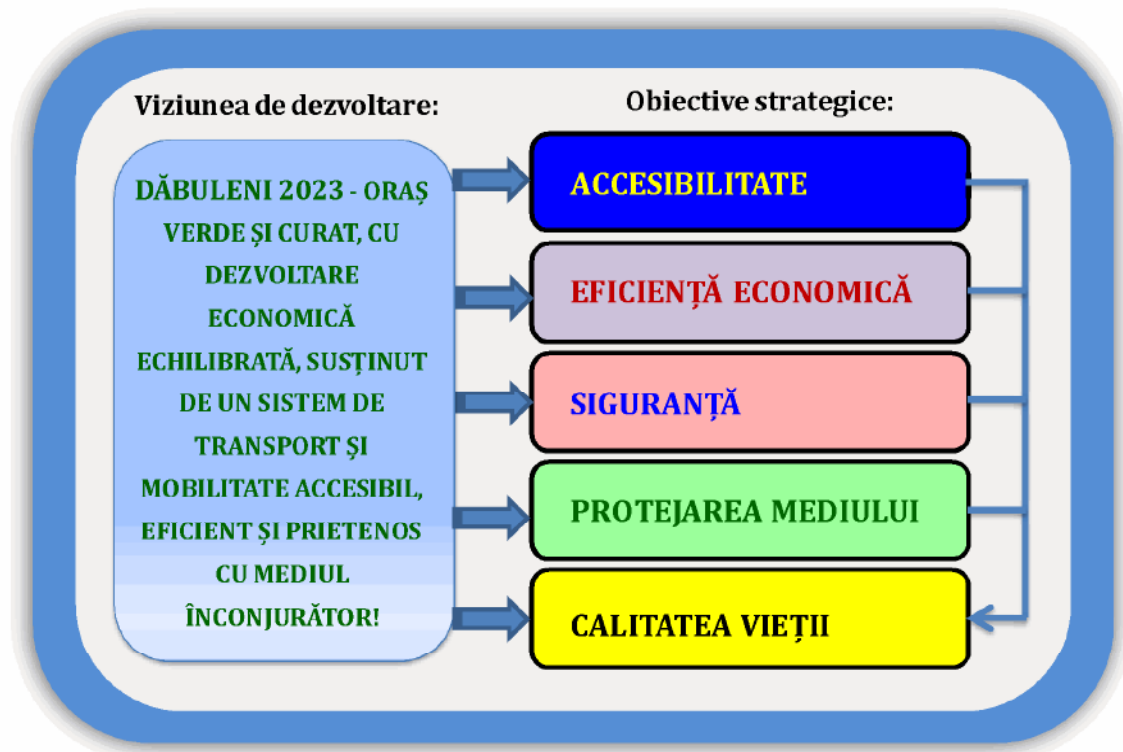 Viziunea de dezvoltare:
DĂBULENI 2023 - ORAȘ
VERDE ȘI CURAT, CU
DEZVOLTARE
ECONOMICĂ
ECHILIBRATĂ, SUSȚINUT
DE UN SISTEM DE
TRANSPORT ȘI
MOBILITATE ACCESIBIL,
EFICIENT ȘI PRIETENOS
CU MEDIUL
ÎNCONJURĂTOR!
Obiective strategice:
ACCESIBILITATE
EFICIENȚĂ ECONOMICĂ
SIGURANȚĂ
PROTEJAREA MEDIULUI
CALITATEA VIEȚII